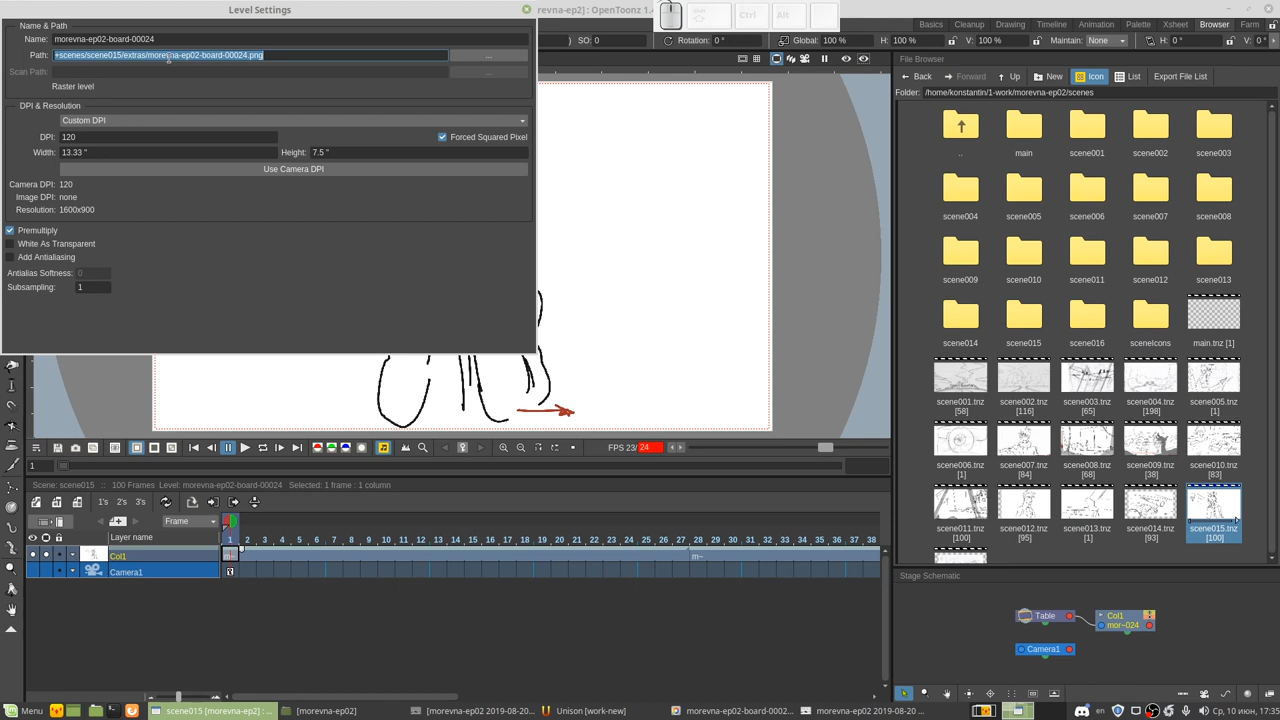 Level Settings
[morevna-ep2] : OpenToonz 1.4
Ctrl
Alt
Basics
Cleanup
Drawing
Timeline
Animation
Palette
Xsheet
Browser
Farm
SO: 0
Rotation: 0 °
Global: 100 %
H: 100 %
V: 100 %
Maintain: None
H: 0.0"
Name & Path
Name: morevna-ep02-board-00024
Path: +scenes/scene015/extras/morevna-ep02-board-00024.png
...
Scan Path:
...
Raster level
DPI & Resolution
Custom DPI
DPI: 120
Forced Squared Pixel
Width: 13.33 "
Height: 7.5 "
Use Camera DPI
Camera DPI: 120
Image DPI: none
Resolution: 1600x900
Premultiply
White As Transparent
Add Antialiasing
Antialias Softness: 0
Subsampling: 1
File Browser
Back
Forward
Up
New
Icon
List
Export File List
Folder: /home/konstantin/1-work/morevna-ep02/scenes
..
main
scene001
scene002
scene003
scene004
scene005
scene006
scene007
scene008
scene009
scene010
scene011
scene012
scene013
scene014
scene015
scene016
sceneIcons
main.tnz [1]
scene001.tnz [58]
scene002.tnz [116]
scene003.tnz [65]
scene004.tnz [198]
scene005.tnz [1]
scene006.tnz [1]
scene007.tnz [84]
scene008.tnz [68]
scene009.tnz [38]
scene010.tnz [83]
scene011.tnz [100]
scene012.tnz [95]
scene013.tnz [1]
scene014.tnz [93]
scene015.tnz [100]
FPS 23/ 24
1
Scene: scene015 :: 100 Frames Level: morevna-ep02-board-00024 Selected: 1 frame : 1 column
1's
2's
3's
Frame
Layer name
1 2 3 4 5 6 7 8 9 10 11 12 13 14 15 16 17 18 19 20 21 22 23 24 25 26 27 28 29 30 31 32 33 34 35 36 37 38
Col1
m~
m~
Camera1
Stage Schematic
Table
Col1
mor~024
Camera1
Menu
scene015 [morevna-ep2] : ...
[morevna-ep02]
[morevna-ep02 2019-08-20...
Unison [work-new]
morevna-ep02-board-0002...
morevna-ep02 2019-08-20 ...
en
Ср, 10 июн, 17:35